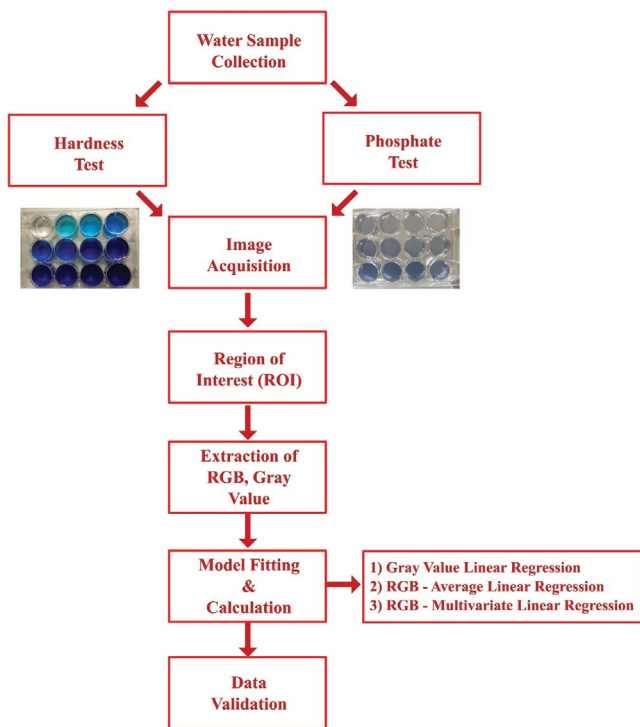 Water Sample
Collection
Hardness
Test
Phosphate
Test
Image
Acquisition
Region of
Interest (ROI)
Extraction of
RGB, Gray
Value
Model Fitting
&
Calculation
1) Gray Value Linear Regression
2) RGB - Average Linear Regression
3) RGB - Multivariate Linear Regression
Data
Validation